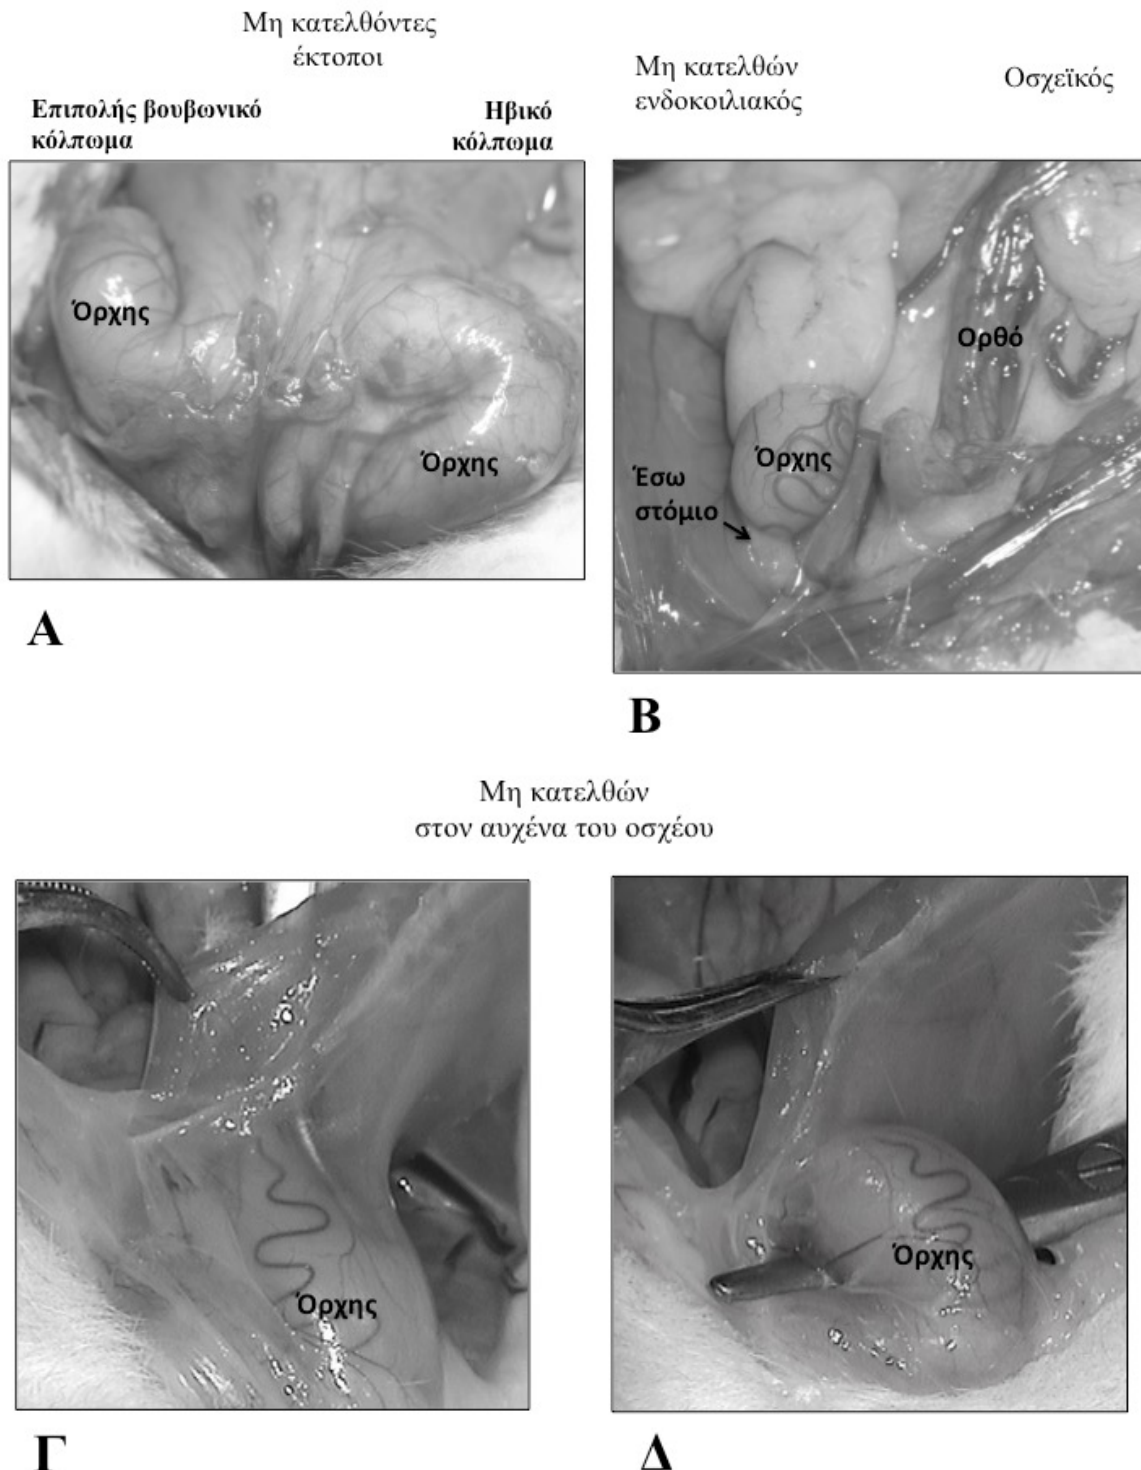 Μη κατελθόντες
έκτοποι
Επιπολής βουβωνικό
κόλπωμα
Ηβικό
κόλπωμα
Μη κατελθών
ενδοκοιλιακός
Οσχεϊκός
Όρχης
Όρχης
Ορθό
Όρχης
Έσω
στόμιο
Α
Β
Μη κατελθών
στον αυχένα του οσχέου
Όρχης
Όρχης
Γ
Δ